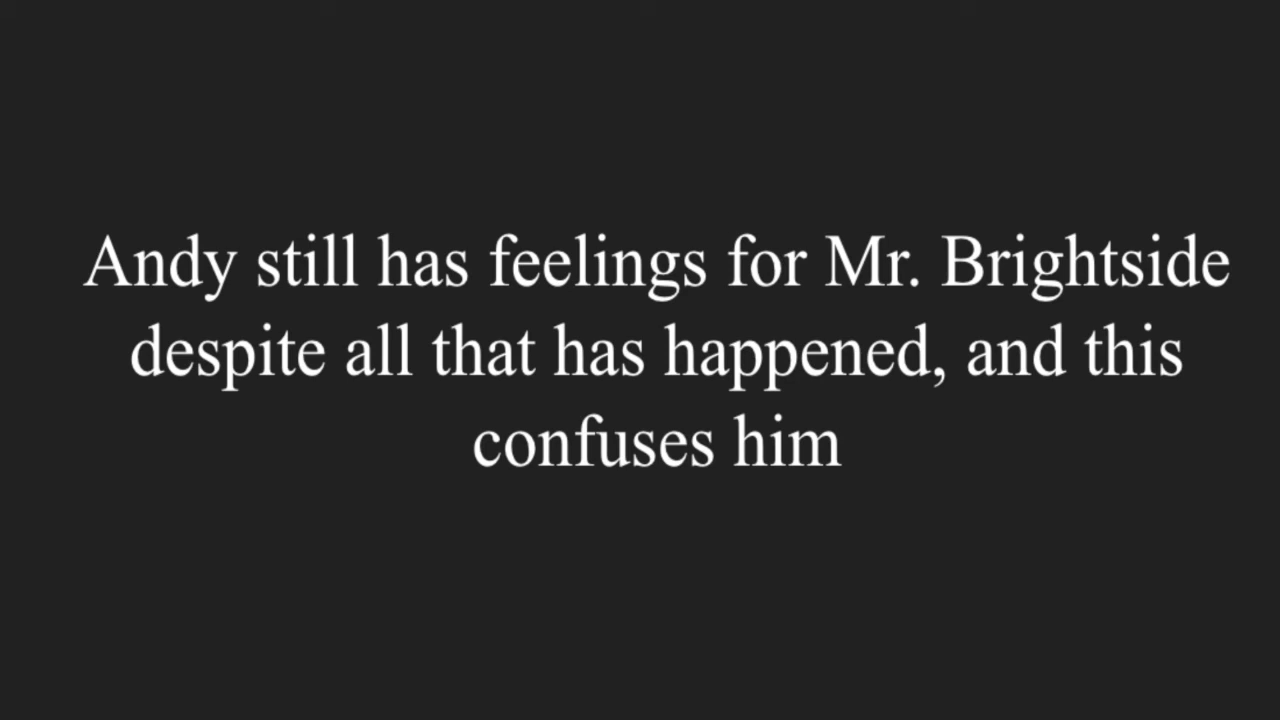 Andy still has feelings for Mr. Brightside
despite all that has happened, and this
confuses him